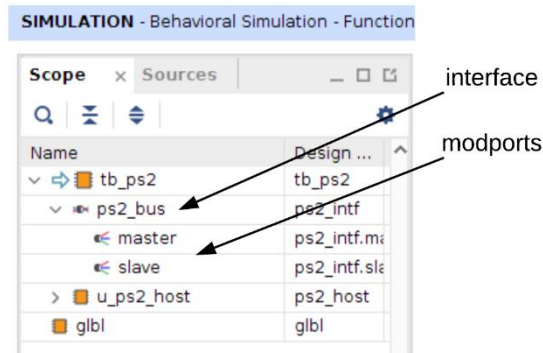 SIMULATION - Behavioral Simulation - Function
Scope × Sources
interface
modports
Name Design ...
tb_ps2 tb_ps2
ps2_bus ps2_intf
master ps2_intf.ma
slave ps2_intf.sla
u_ps2_host ps2_host
glbl glbl